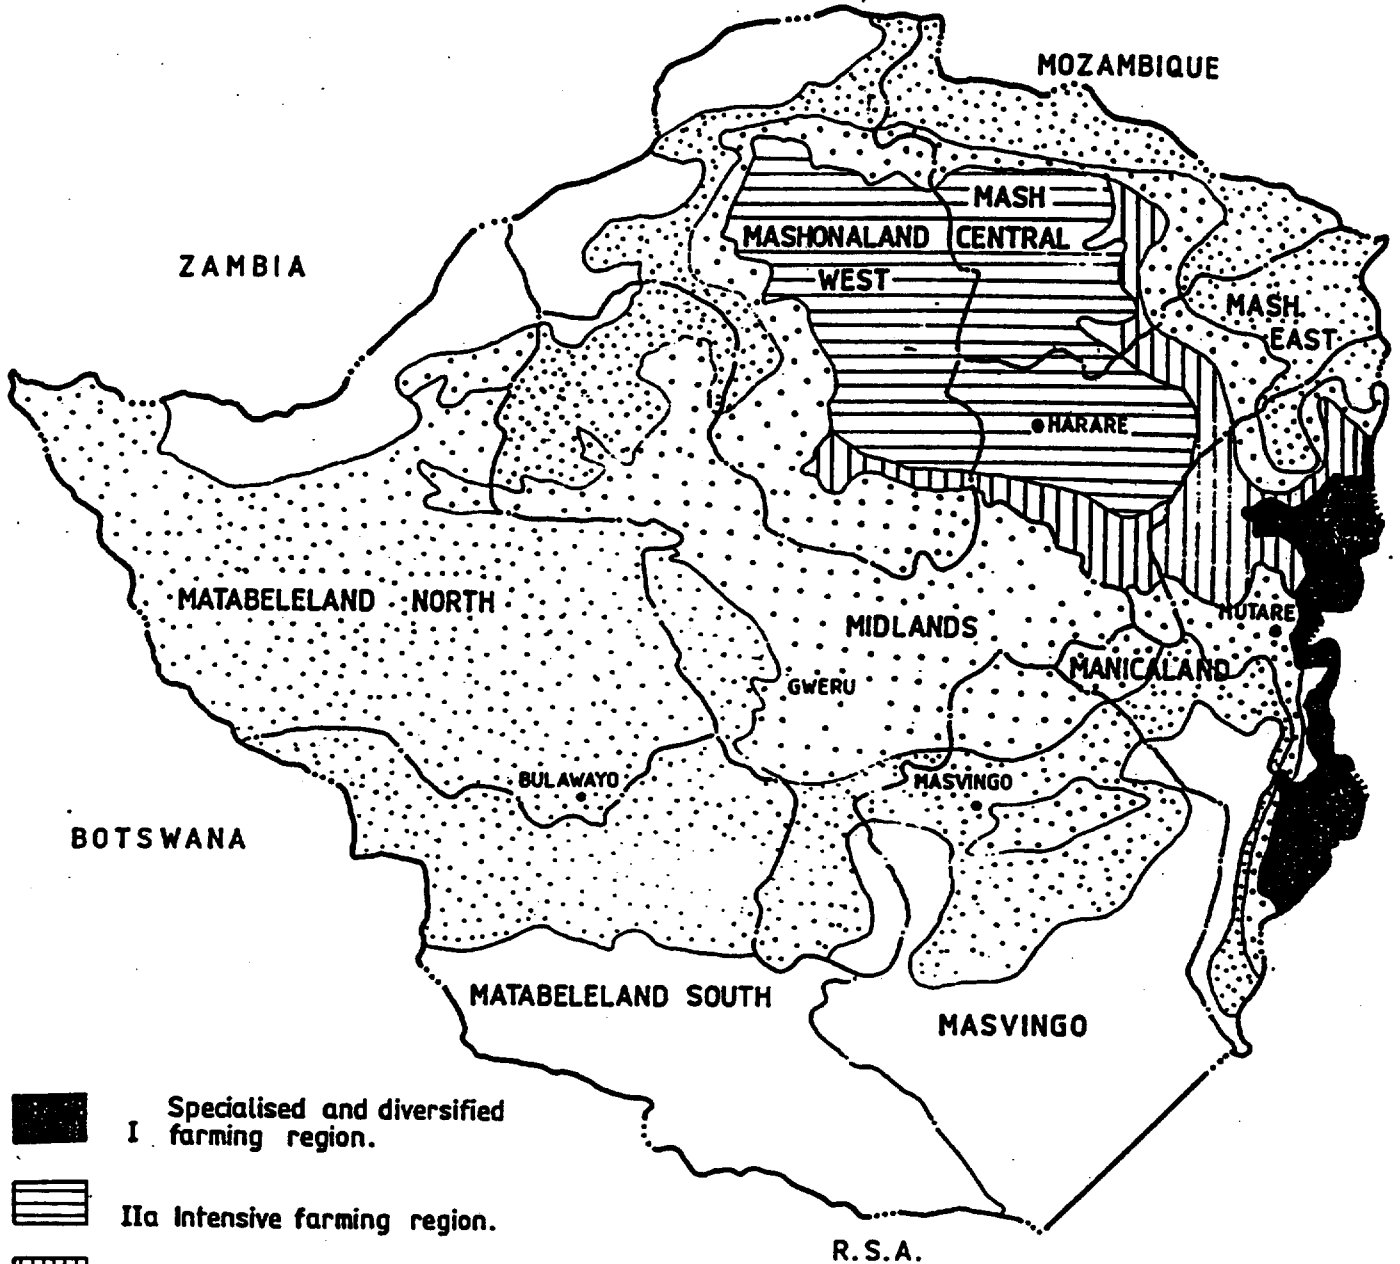 MOZAMBIQUE
MASH
MASHONALAND CENTRAL
WEST
ZAMBIA
MASH.
EAST
HARARE
MATABELELAND NORTH
MUTARE
MIDLANDS
MANICALAND
GWERU
BULAWAYO
MASVINGO
BOTSWANA
MATABELELAND SOUTH
MASVINGO
I Specialised and diversified
farming region.
IIa Intensive farming region.
R.S.A.